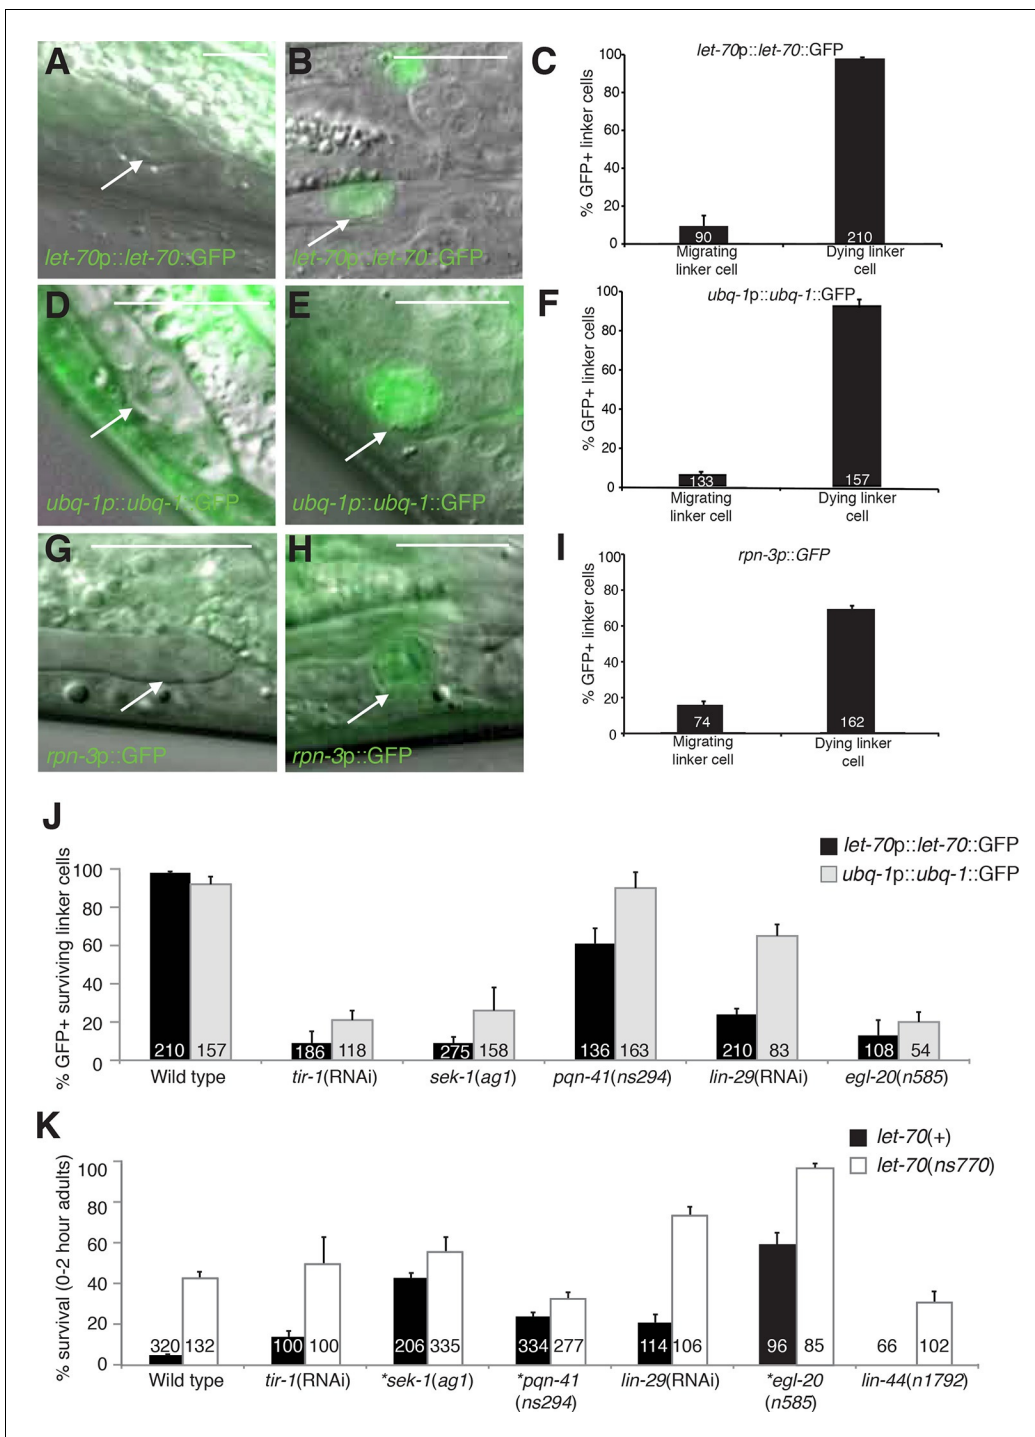 A
let-70p::let-70::GFP
B
let-70p::let-70::GFP
C
let-70p::let-70::GFP
% GFP+ linker cells
100
80
60
40
20
0
90
210
Migrating linker cell
Dying linker cell
D
ubq-1p::ubq-1::GFP
E
ubq-1p::ubq-1::GFP
F
ubq-1p::ubq-1::GFP
% GFP+ linker cells
100
80
60
40
20
0
133
157
Migrating linker cell
Dying linker cell
G
rpn-3p::GFP
H
rpn-3p::GFP
I
rpn-3p::GFP
% GFP+ linker cells
100
80
60
40
20
0
74
162
Migrating linker cell
Dying linker cell
J
let-70p::let-70::GFP
ubq-1p::ubq-1::GFP
% GFP+ surviving linker cells
100
80
60
40
20
0
210 157 186 118 275 158 136 163 210 83 108 54
Wild type tir-1(RNAi) sek-1(ag1) pqn-41(ns294) lin-29(RNAi) egl-20(n585)
K
let-70(+)
let-70(ns770)
% survival (0-2 hour adults)
100
80
60
40
20
0
320 132 100 100 206 335 334 277 114 106 96 85 66 102
Wild type tir-1(RNAi) *sek-1(ag1) *pqn-41 lin-29(RNAi) *egl-20 lin-44(n1792)
(ns294) (n585)